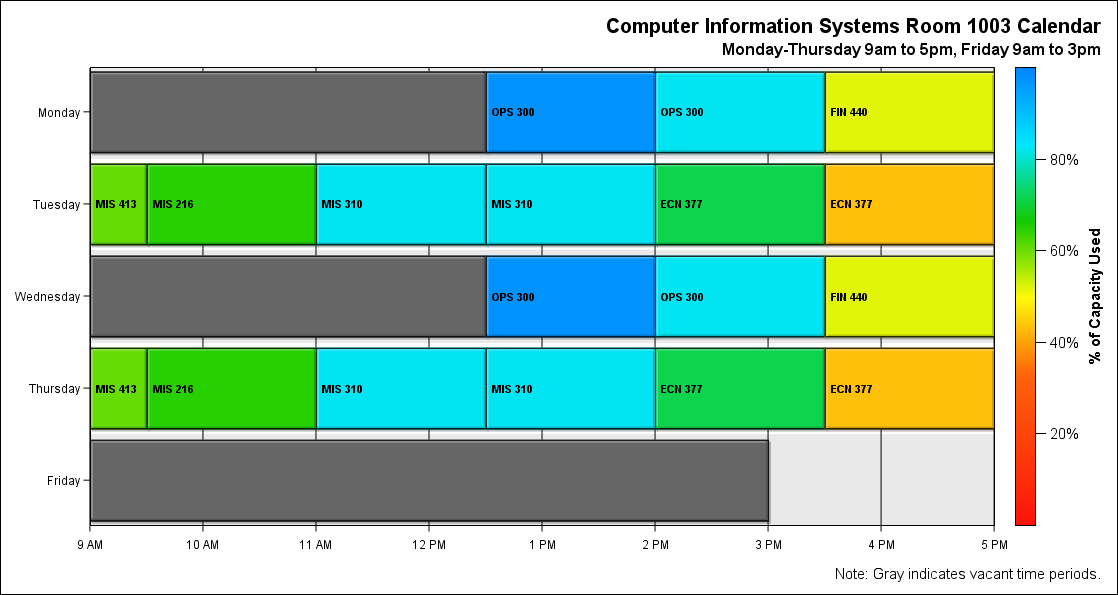 Computer Information Systems Room 1003 Calendar
Monday-Thursday 9am to 5pm, Friday 9am to 3pm
Monday
OPS 300
OPS 300
FIN 440
Tuesday
MIS 413
MIS 216
MIS 310
MIS 310
ECN 377
ECN 377
Wednesday
OPS 300
OPS 300
FIN 440
Thursday
MIS 413
MIS 216
MIS 310
MIS 310
ECN 377
ECN 377
Friday
9 AM
10 AM
11 AM
12 PM
1 PM
2 PM
3 PM
4 PM
5 PM
80%
60%
40%
20%
% of Capacity Used
Note: Gray indicates vacant time periods.